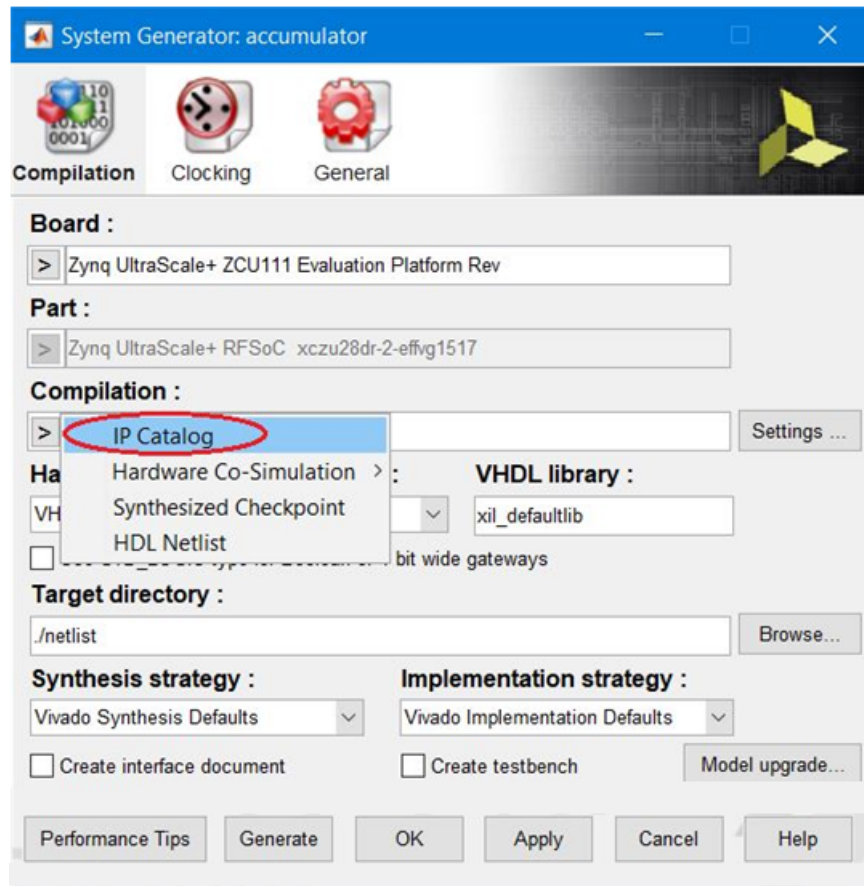 System Generator: accumulator
Compilation Clocking General
Board :
> Zynq UltraScale+ ZCU111 Evaluation Platform Rev
Part :
> Zynq UltraScale+ RFSoC xczu28dr-2-effvg1517
Compilation :
> IP Catalog Settings ...
Hardware Co-Simulation >
Ha : VHDL library :
Synthesized Checkpoint
VH xil_defaultlib
HDL Netlist
bit wide gateways
Target directory :
./netlist Browse...
Synthesis strategy : Implementation strategy :
Vivado Synthesis Defaults Vivado Implementation Defaults
Create interface document Create testbench Model upgrade...
Performance Tips Generate OK Apply Cancel Help